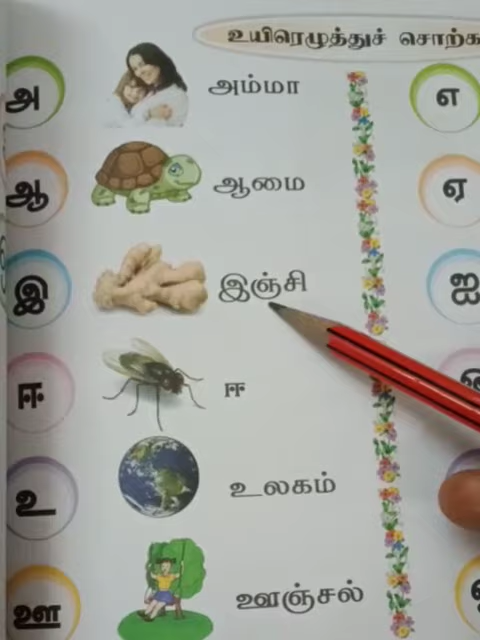 உயிரெழுத்துச்
அ அம்மா எ
ஆ ஆமை ஏ
இ இஞ்சி ஐ
ஈ ஈ
உ உலகம்
ஊ ஊஞ்சல்